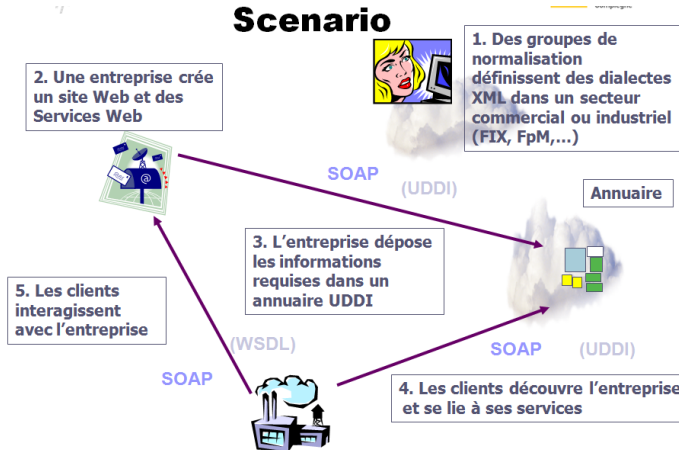 Scenario
1. Des groupes de
normalisation
définissent des dialectes
XML dans un secteur
commercial ou industriel
(FIX, FpM,...)
2. Une entreprise crée
un site Web et des
Services Web
SOAP
(UDDI)
Annuaire
3. L’entreprise dépose
les informations
requises dans un
annuaire UDDI
5. Les clients
interagissent
avec l’entreprise
(WSDL)
SOAP
SOAP
(UDDI)
4. Les clients découvre l’entreprise
et se lie à ses services
@